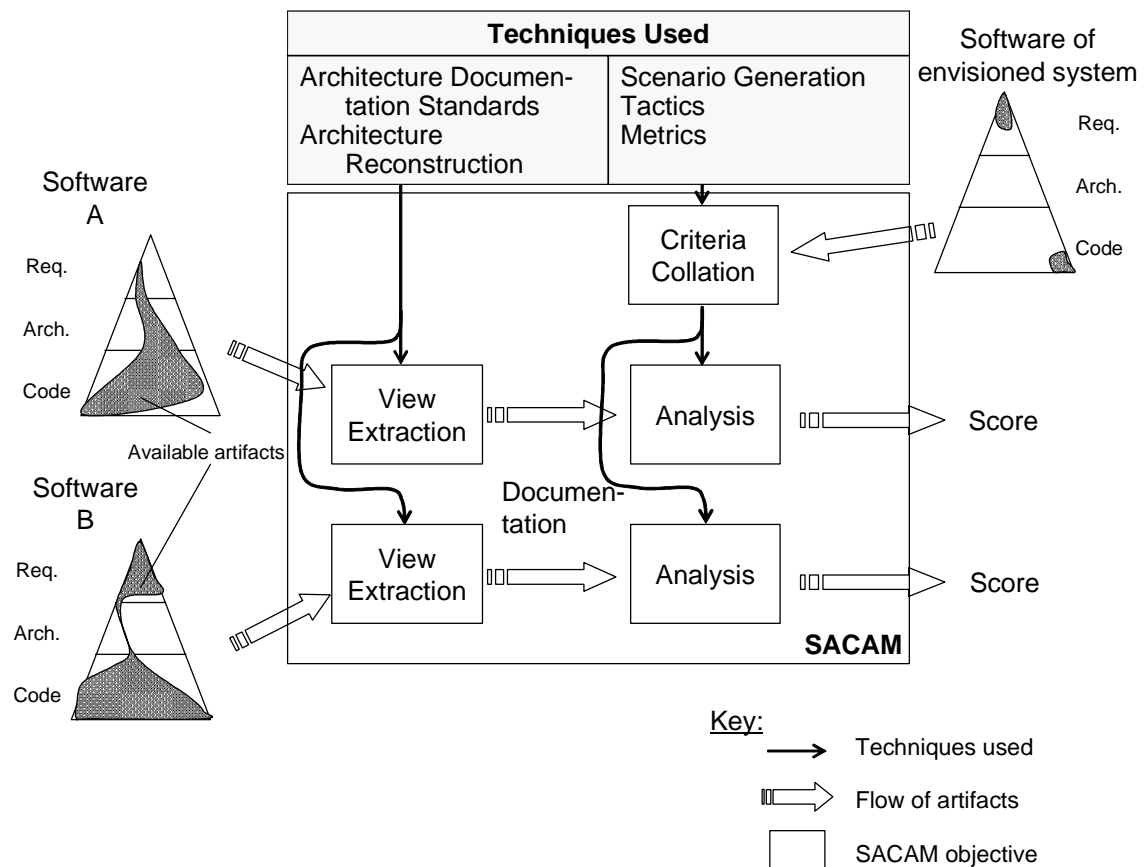 Techniques Used
Architecture Documen-
tation Standards
Architecture
Reconstruction
Scenario Generation
Tactics
Metrics
Software of
envisioned system
Req.
Arch.
Code
Software
A
Req.
Arch.
Code
Criteria
Collation
View
Extraction
Analysis
Score
Available artifacts
Software
B
Req.
Arch.
Code
Documen-
tation
View
Extraction
Analysis
Score
SACAM
Key:
Techniques used
Flow of artifacts
SACAM objective